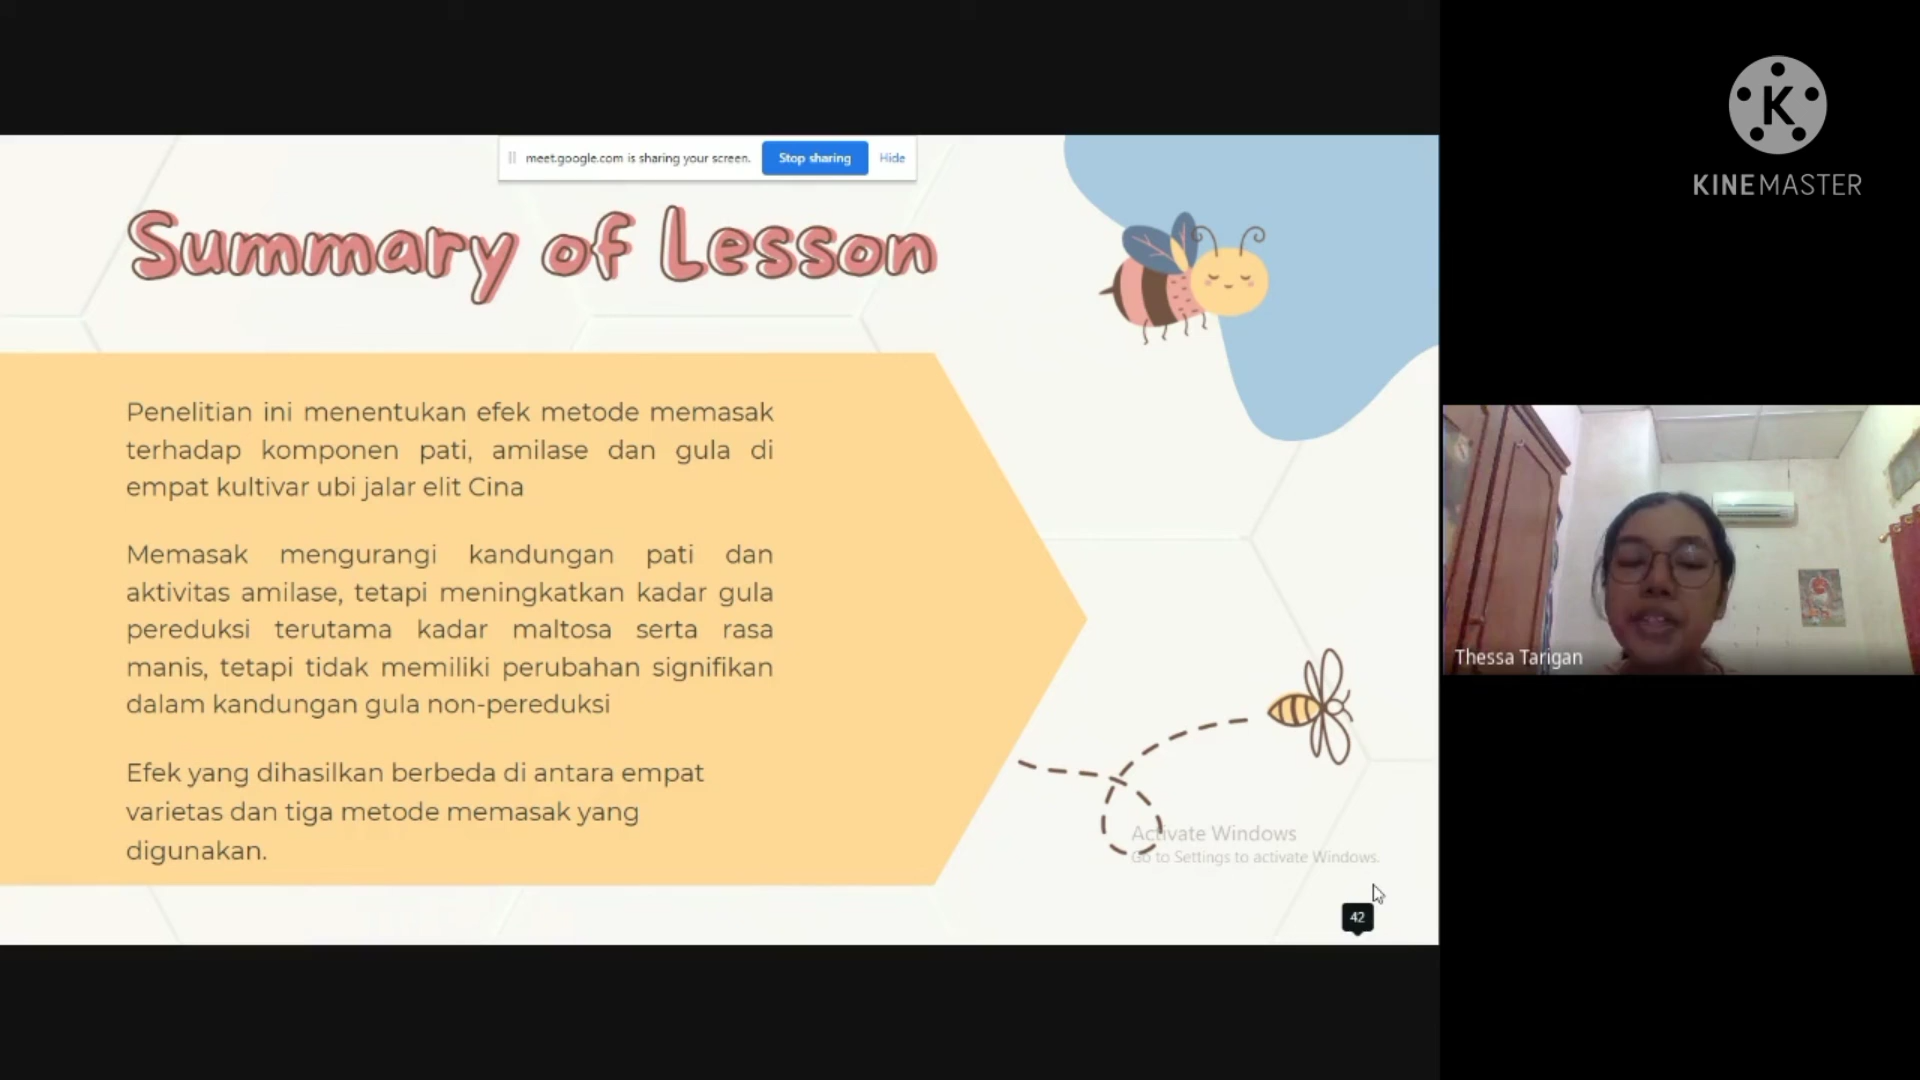 KINEMASTER
meet.google.com is sharing your screen. Stop sharing Hide
Summary of Lesson
Penelitian ini menentukan efek metode memasak
terhadap komponen pati, amilase dan gula di
empat kultivar ubi jalar elit Cina
Memasak mengurangi kandungan pati dan
aktivitas amilase, tetapi meningkatkan kadar gula
pereduksi terutama kadar maltosa serta rasa
manis, tetapi tidak memiliki perubahan signifikan
dalam kandungan gula non-pereduksi
Efek yang dihasilkan berbeda di antara empat
varietas dan tiga metode memasak yang
digunakan.
Thessa Tarigan
Activate Windows
Go to Settings to activate Windows.
42
K